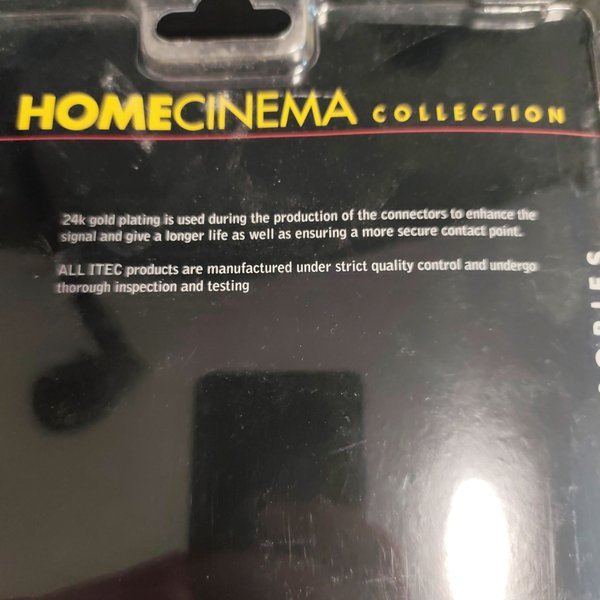 HOMECINEMA COLLECTION
24k gold plating is used during the production of the connectors to enhance the
signal and give a longer life as well as ensuring a more secure contact point.
ALL ITEC products are manufactured under strict quality control and undergo
thorough inspection and testing